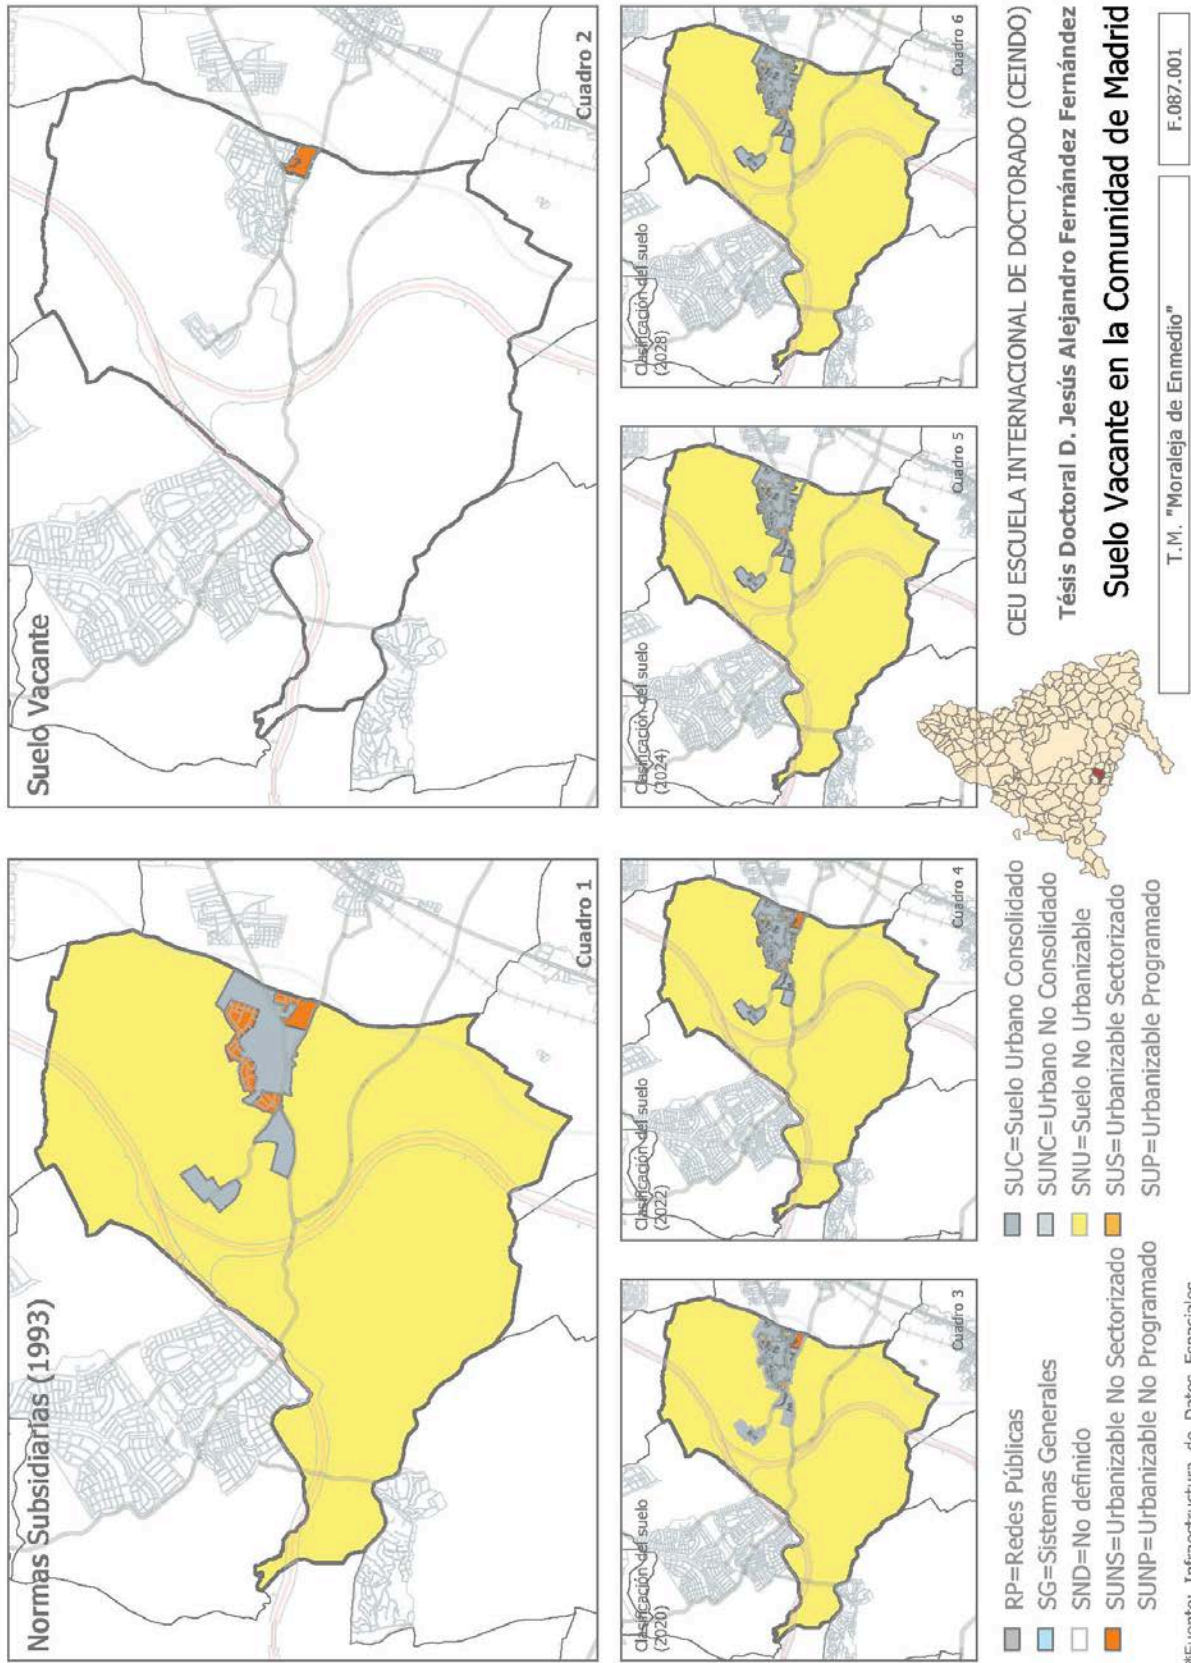 Normas Subsidiarias (1993)
Cuadro 1
Suelo Vacante
Cuadro 2
Clasificación del suelo
(2020)
Cuadro 3
Clasificación del suelo
(2022)
Cuadro 4
Clasificación del suelo
(2024)
Cuadro 5
Clasificación del suelo
(2028)
Cuadro 6
RP=Redes Públicas
SG=Sistemas Generales
SND=No definido
SUNS=Urbanizable No Sectorizado
SUNP=Urbanizable No Programado
SUC=Suelo Urbano Consolidado
SUNC=Urbano No Consolidado
SNU=Suelo No Urbanizable
SUS=Urbanizable Sectorizado
SUP=Urbanizable Programado
CEU ESCUELA INTERNACIONAL DE DOCTORADO (CEINDO)
Tésis Doctoral D. Jesús Alejandro Fernández Fernández
Suelo Vacante en la Comunidad de Madrid
T.M. "Moraleja de Enmedio"
F.087.001
*Fuente: Infraestructura de Datos Espaciales